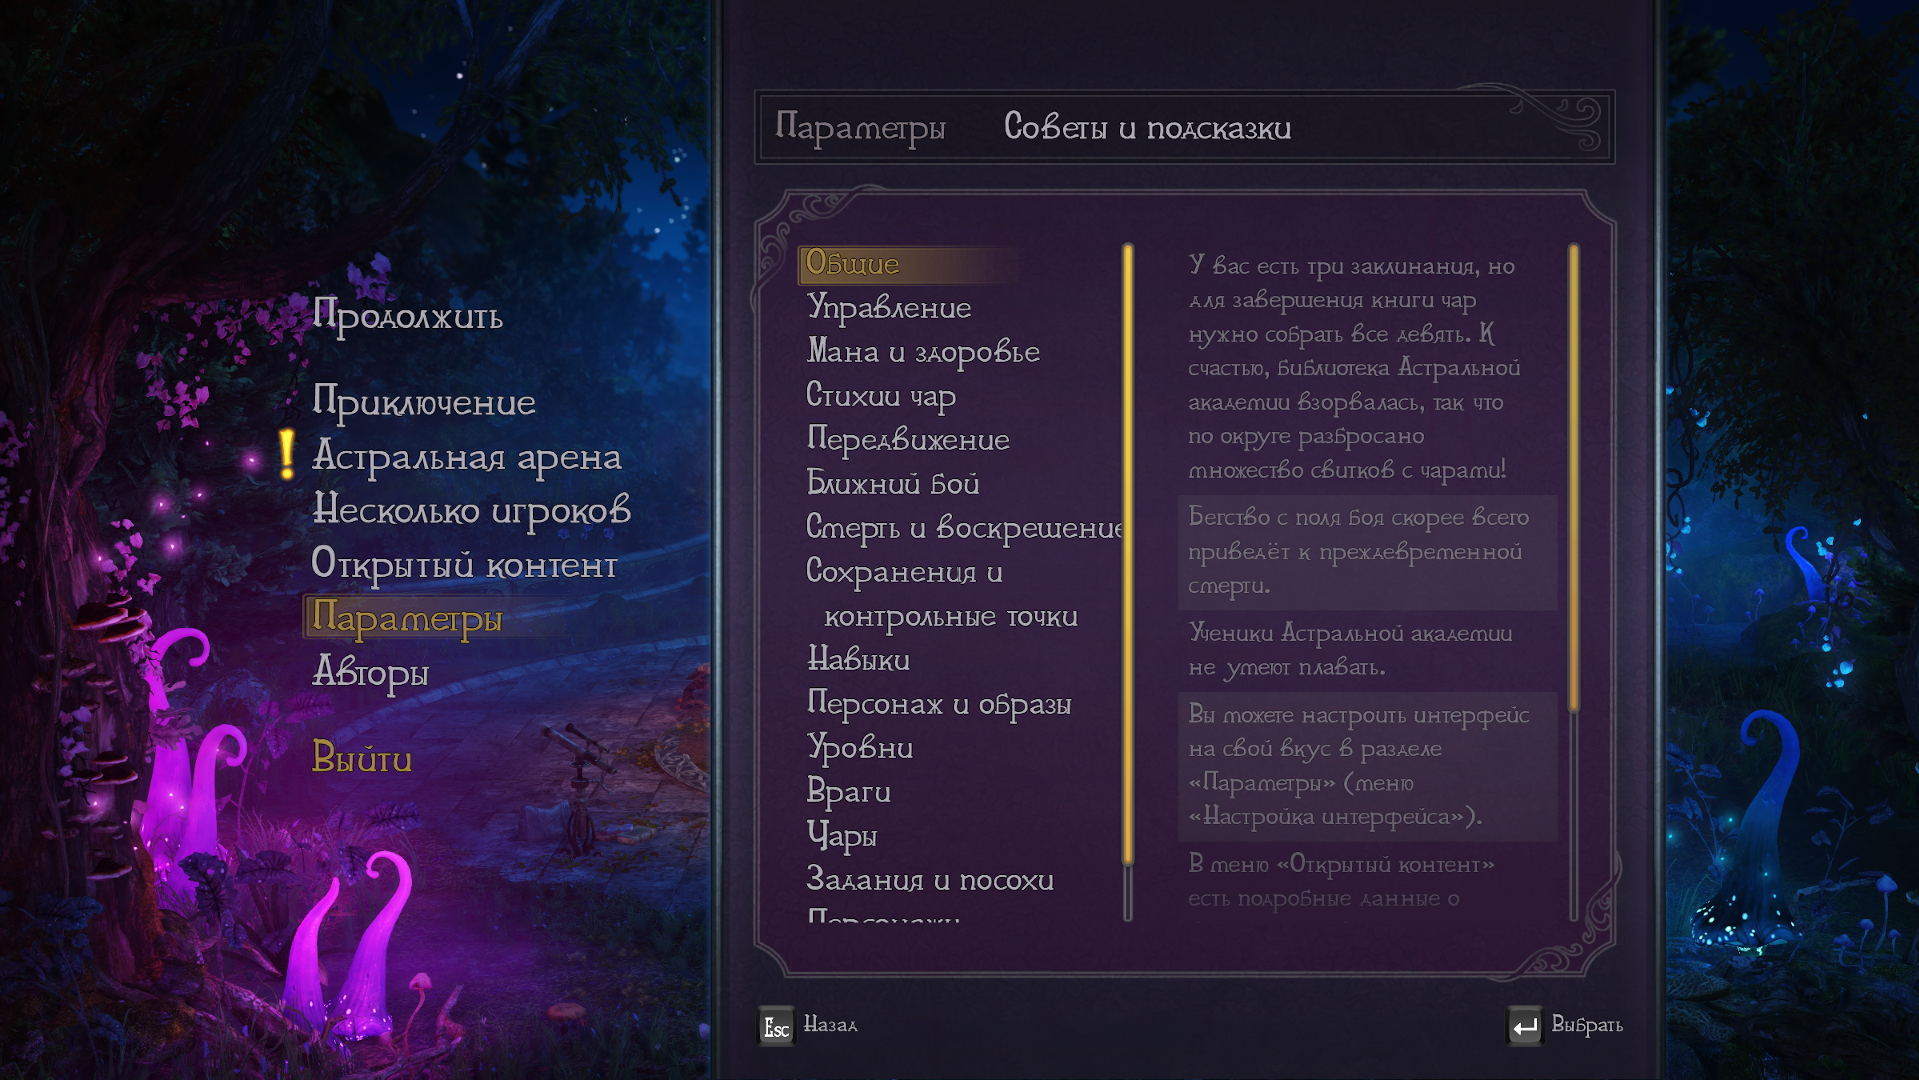 Параметры
Советы и подсказки
Продолжить
Приключение
Астральная арена
Несколько игроков
Открытый контент
Параметры
Авторы
Выйти
Общие
Управление
Мана и здоровье
Стихии чар
Передвижение
Ближний бой
Смерть и воскрешение
Сохранения и
контрольные точки
Навыки
Персонаж и образы
Уровни
Враги
Чары
Задания и посохи
Персонажи
У вас есть три заклинания, но
для завершения книги чар
нужно собрать все девять. К
счастью, библиотека Астральной
академии взорвалась, так что
по округе разбросано
множество свитков с чарами!
Бегство с поля боя скорее всего
приведёт к преждевременной
смерти.
Ученики Астральной академии
не умеют плавать.
Вы можете настроить интерфейс
на свой вкус в разделе
«Параметры» (меню
«Настройка интерфейса»).
В меню «Открытый контент»
есть подробные данные о
Esc Назад
Выбрать